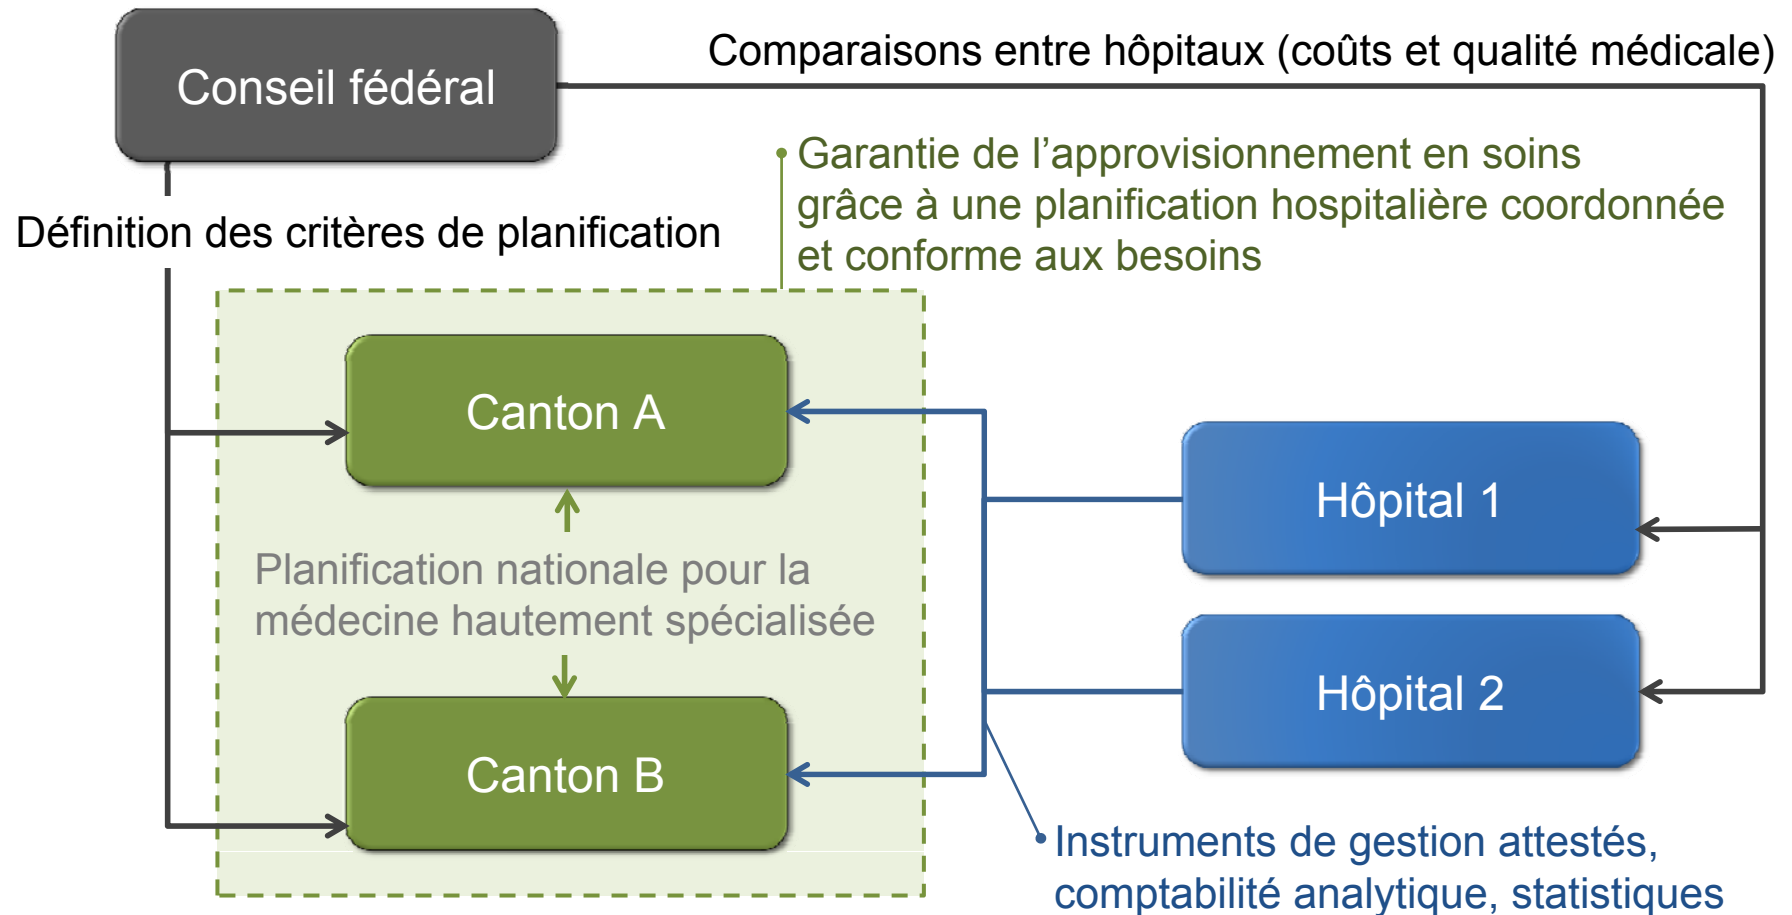 Conseil fédéral
Comparaisons entre hôpitaux (coûts et qualité médicale)
Garantie de l’approvisionnement en soins
grâce à une planification hospitalière coordonnée
et conforme aux besoins
Définition des critères de planification
Canton A
Planification nationale pour la
médecine hautement spécialisée
Canton B
Hôpital 1
Hôpital 2
Instruments de gestion attestés,
comptabilité analytique, statistiques